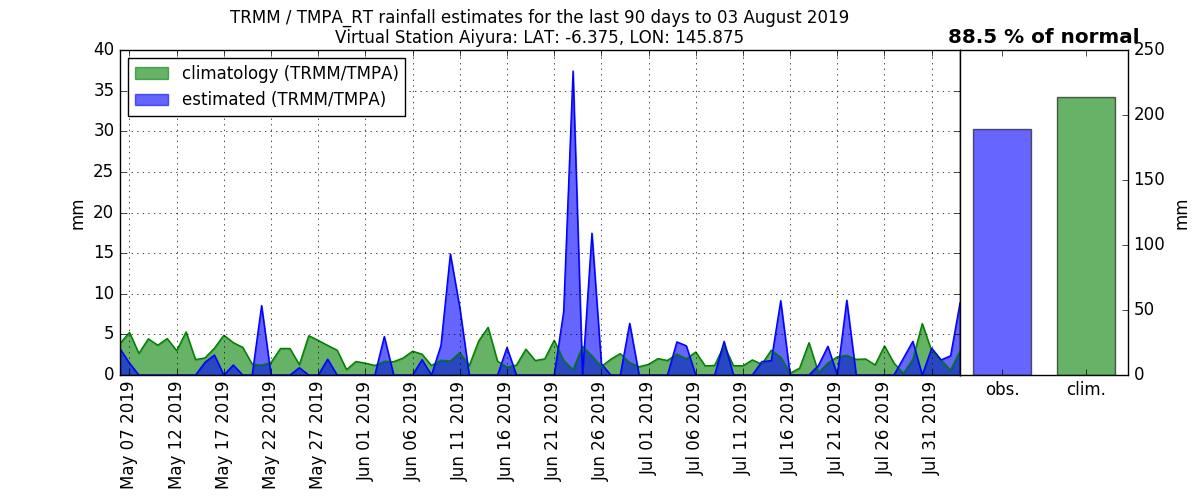 TRMM / TMPA_RT rainfall estimates for the last 90 days to 03 August 2019
Virtual Station Aiyura: LAT: -6.375, LON: 145.875
88.5 % of normal
climatology (TRMM/TMPA)
estimated (TRMM/TMPA)
40
35
30
25
20
15
10
5
0
mm
250
200
150
100
50
0
mm
May 07 2019
May 12 2019
May 17 2019
May 22 2019
May 27 2019
Jun 01 2019
Jun 06 2019
Jun 11 2019
Jun 16 2019
Jun 21 2019
Jun 26 2019
Jul 01 2019
Jul 06 2019
Jul 11 2019
Jul 16 2019
Jul 21 2019
Jul 26 2019
Jul 31 2019
obs.
clim.